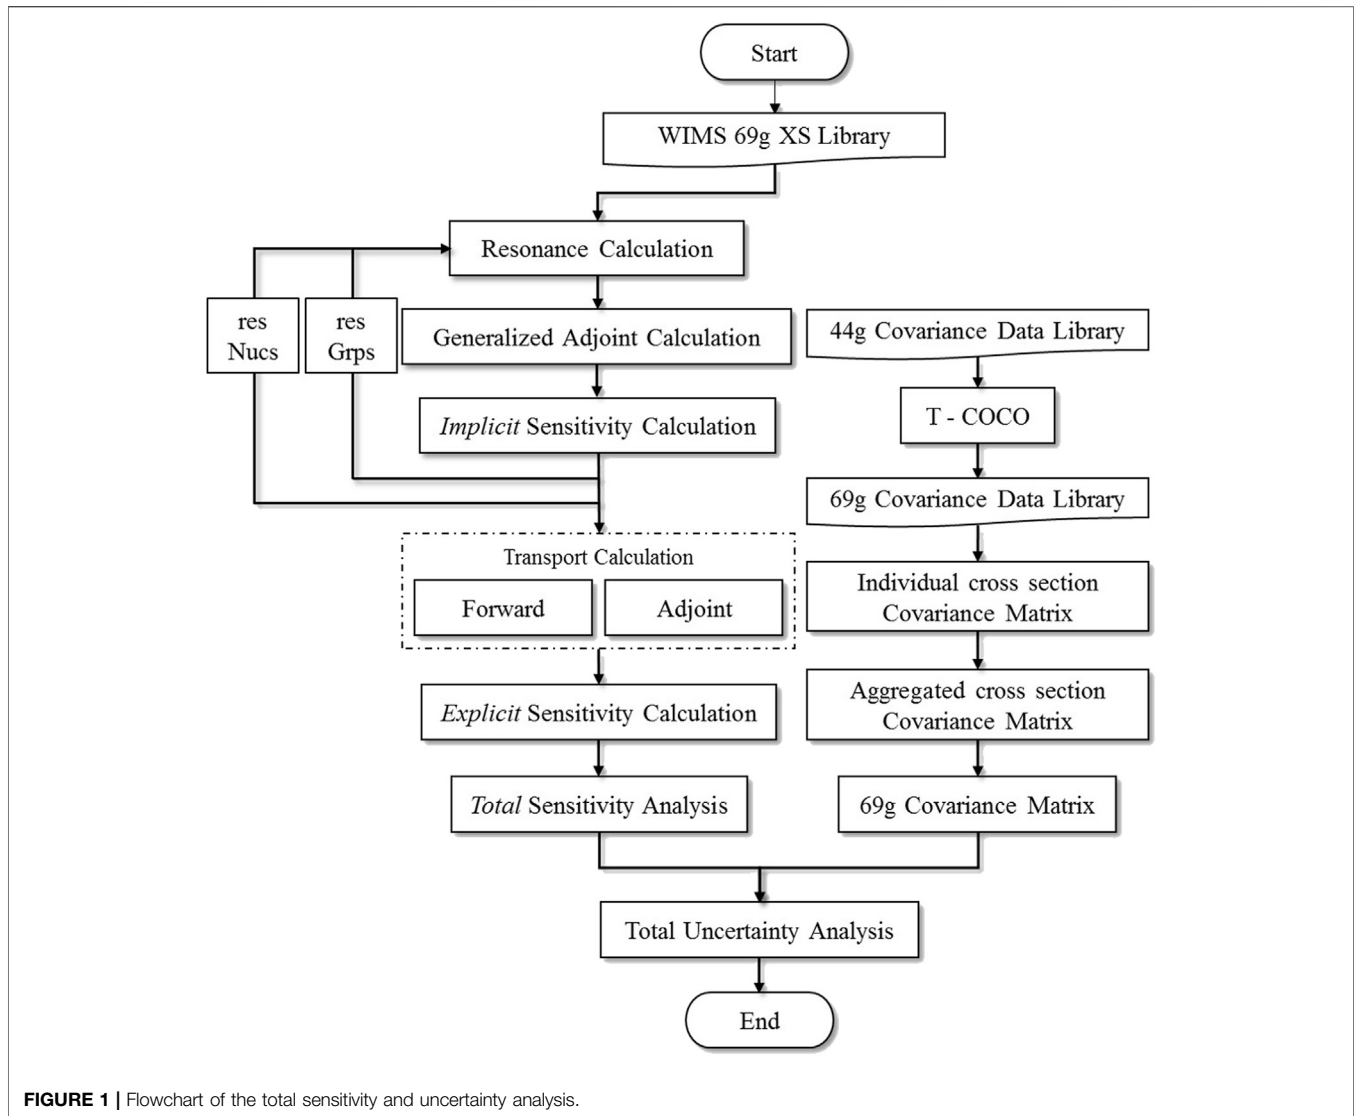 Start
WIMS 69g XS Library
Resonance Calculation
res
Nucs
res
Grps
Generalized Adjoint Calculation
Implicit Sensitivity Calculation
Transport Calculation
Forward
Adjoint
Explicit Sensitivity Calculation
Total Sensitivity Analysis
44g Covariance Data Library
T - COCO
69g Covariance Data Library
Individual cross section
Covariance Matrix
Aggregated cross section
Covariance Matrix
69g Covariance Matrix
Total Uncertainty Analysis
End
FIGURE 1 | Flowchart of the total sensitivity and uncertainty analysis.